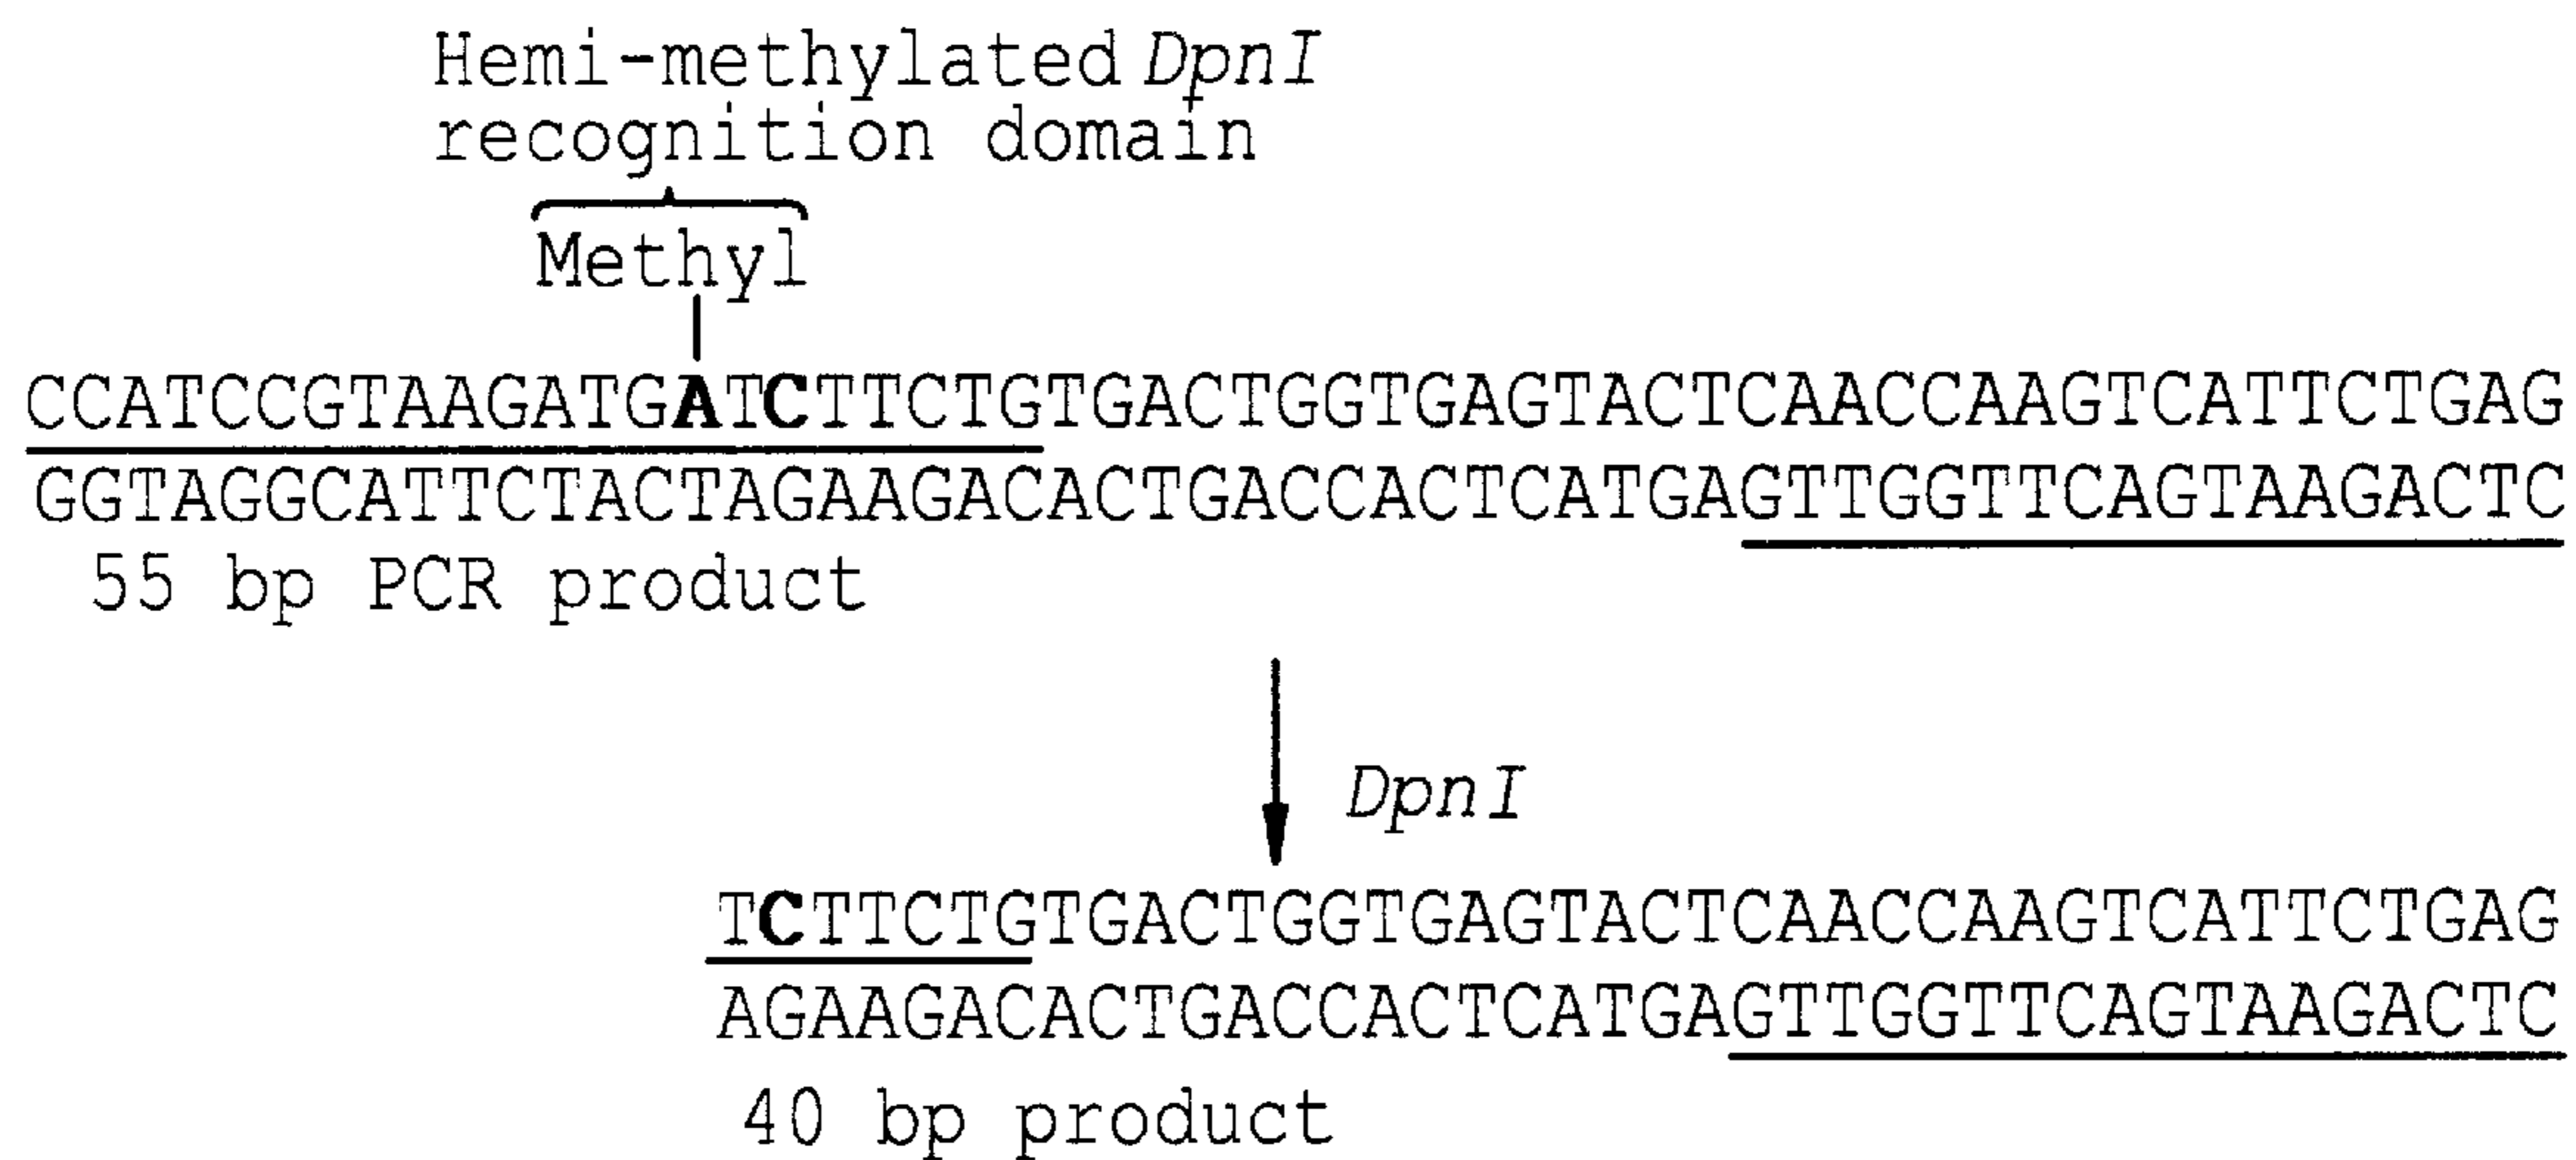 Hemi-methylated DpnI
recognition domain
Methyl
CCATCCGTAAGATGATCTTCTGTGACTGGTGAGTACTCAACCAAGTCATTCTGAG
GGTAGGCATTCTACTAGAAGACACTGACCACTCATGAGTTGGTTCAGTAAGACTC
55 bp PCR product
DpnI
TCTTCTGTGACTGGTGAGTACTCAACCAAGTCATTCTGAG
AGAAGACACTGACCACTCATGAGTTGGTTCAGTAAGACTC
40 bp product